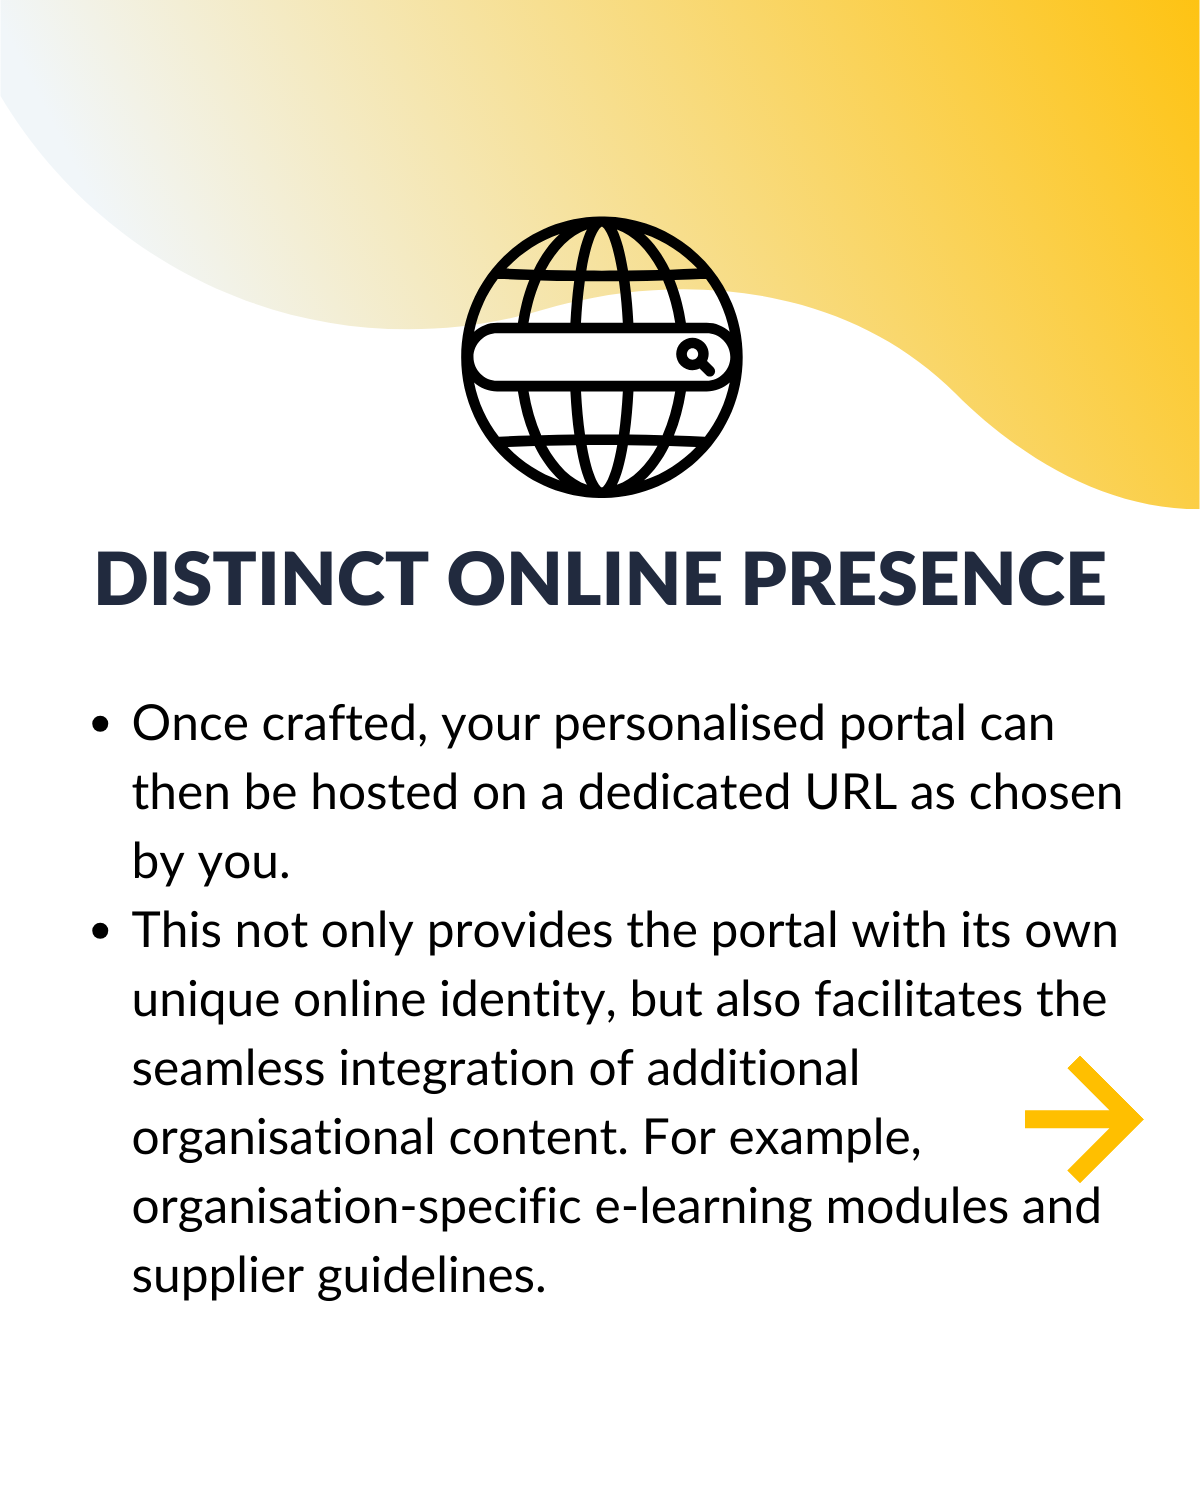 DISTINCT ONLINE PRESENCE
• Once crafted, your personalised portal can
then be hosted on a dedicated URL as chosen
by you.
• This not only provides the portal with its own
unique online identity, but also facilitates the
seamless integration of additional
organisational content. For example,
organisation-specific e-learning modules and
supplier guidelines.